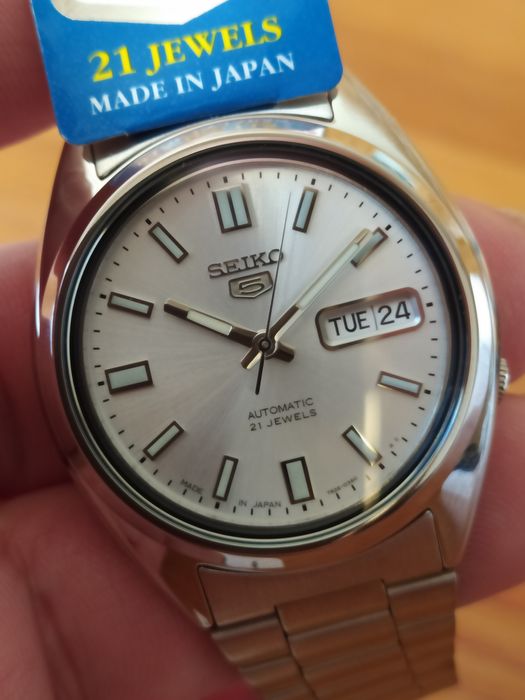 21 JEWELS
MADE IN JAPAN
SEIKO
5
TUE 24
AUTOMATIC
21 JEWELS
MADE IN JAPAN